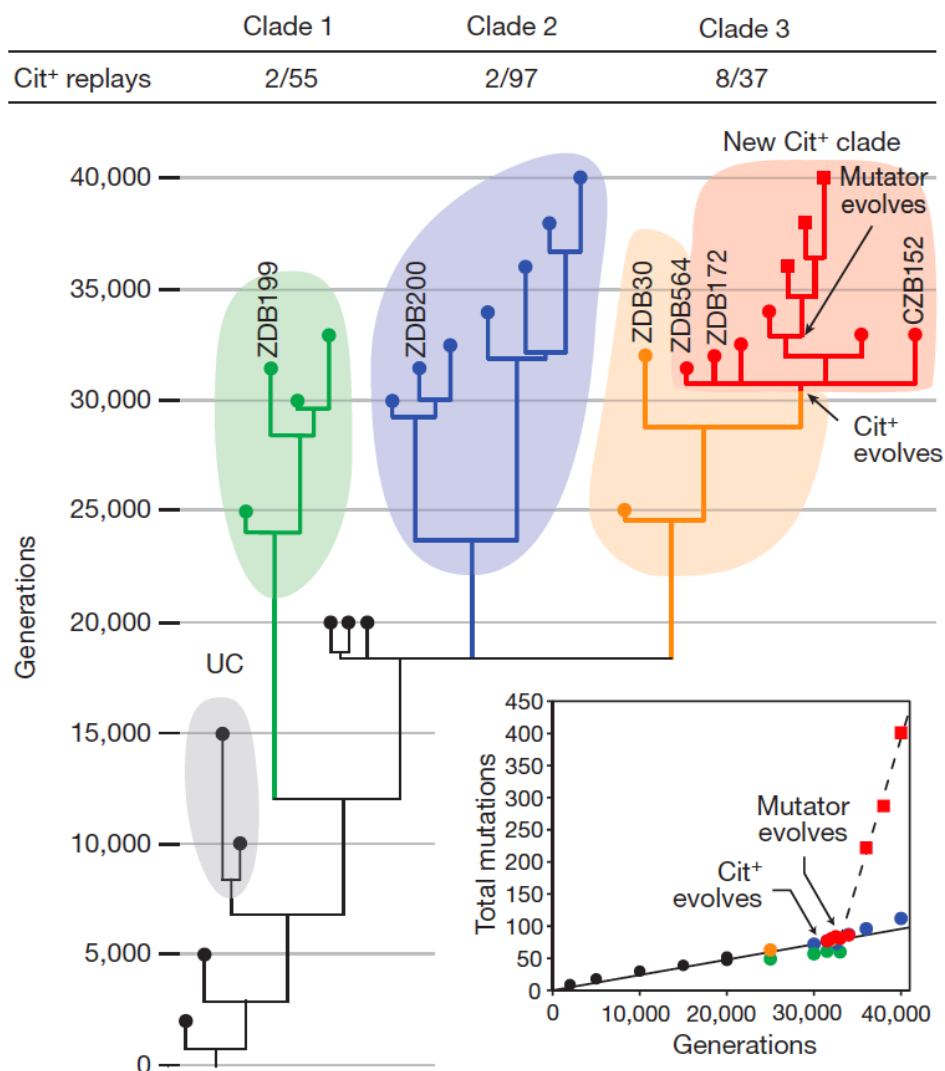 Clade 1 Clade 2 Clade 3
Cit+ replays 2/55 2/97 8/37
New Cit+ clade
Mutator
evolves
40,000
35,000
30,000
25,000
20,000
15,000
10,000
5,000
0
Generations
ZDB199
ZDB200
ZDB30
ZDB564
ZDB172
CZB152
Cit+
evolves
UC
450
400
350
300
250
200
150
100
50
0
Total mutations
Mutator
evolves
Cit+
evolves
0 10,000 20,000 30,000 40,000
Generations